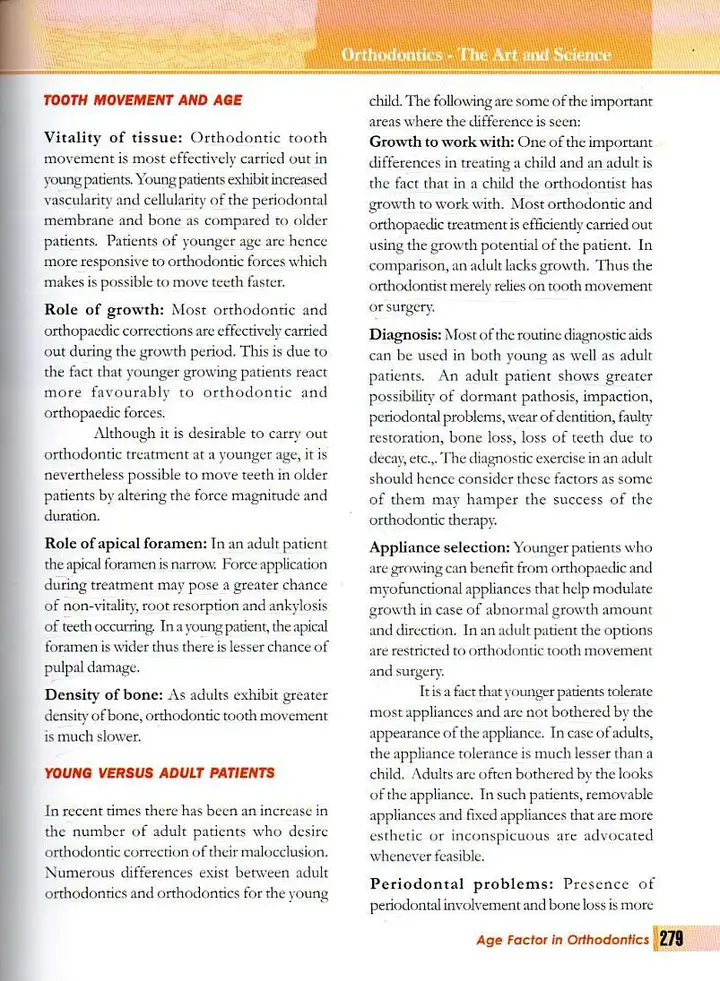 Orthodontics - The Art and Science
TOOTH MOVEMENT AND AGE
Vitality of tissue: Orthodontic tooth
movement is most effectively carried out in
young patients. Young patients exhibit increased
vascularity and cellularity of the periodontal
membrane and bone as compared to older
patients. Patients of younger age are hence
more responsive to orthodontic forces which
makes is possible to move teeth faster.
Role of growth: Most orthodontic and
orthopaedic corrections are effectively carried
out during the growth period. This is due to
the fact that younger growing patients react
more favourably to orthodontic and
orthopaedic forces.
Although it is desirable to carry out
orthodontic treatment at a younger age, it is
nevertheless possible to move teeth in older
patients by altering the force magnitude and
duration.
Role of apical foramen: In an adult patient
the apical foramen is narrow. Force application
during treatment may pose a greater chance
of non-vitality, root resorption and ankylosis
of teeth occurring. In a young patient, the apical
foramen is wider thus there is lesser chance of
pulpal damage.
Density of bone: As adults exhibit greater
density of bone, orthodontic tooth movement
is much slower.
YOUNG VERSUS ADULT PATIENTS
In recent times there has been an increase in
the number of adult patients who desire
orthodontic correction of their malocclusion.
Numerous differences exist between adult
orthodontics and orthodontics for the young
child. The following are some of the important
areas where the difference is seen:
Growth to work with: One of the important
differences in treating a child and an adult is
the fact that in a child the orthodontist has
growth to work with. Most orthodontic and
orthopaedic treatment is efficiently carried out
using the growth potential of the patient. In
comparison, an adult lacks growth. Thus the
orthodontist merely relies on tooth movement
or surgery.
Diagnosis: Most of the routine diagnostic aids
can be used in both young as well as adult
patients. An adult patient shows greater
possibility of dormant pathosis, impaction,
periodontal problems, wear of dentition, faulty
restoration, bone loss, loss of teeth due to
decay, etc.,. The diagnostic exercise in an adult
should hence consider these factors as some
of them may hamper the success of the
orthodontic therapy.
Appliance selection: Younger patients who
are growing can benefit from orthopaedic and
myofunctional appliances that help modulate
growth in case of abnormal growth amount
and direction. In an adult patient the options
are restricted to orthodontic tooth movement
and surgery.
It is a fact that younger patients tolerate
most appliances and are not bothered by the
appearance of the appliance. In case of adults,
the appliance tolerance is much lesser than a
child. Adults are often bothered by the looks
of the appliance. In such patients, removable
appliances and fixed appliances that are more
esthetic or inconspicuous are advocated
whenever feasible.
Periodontal problems: Presence of
periodontal involvement and bone loss is more
Age Factor in Orthodontics 279